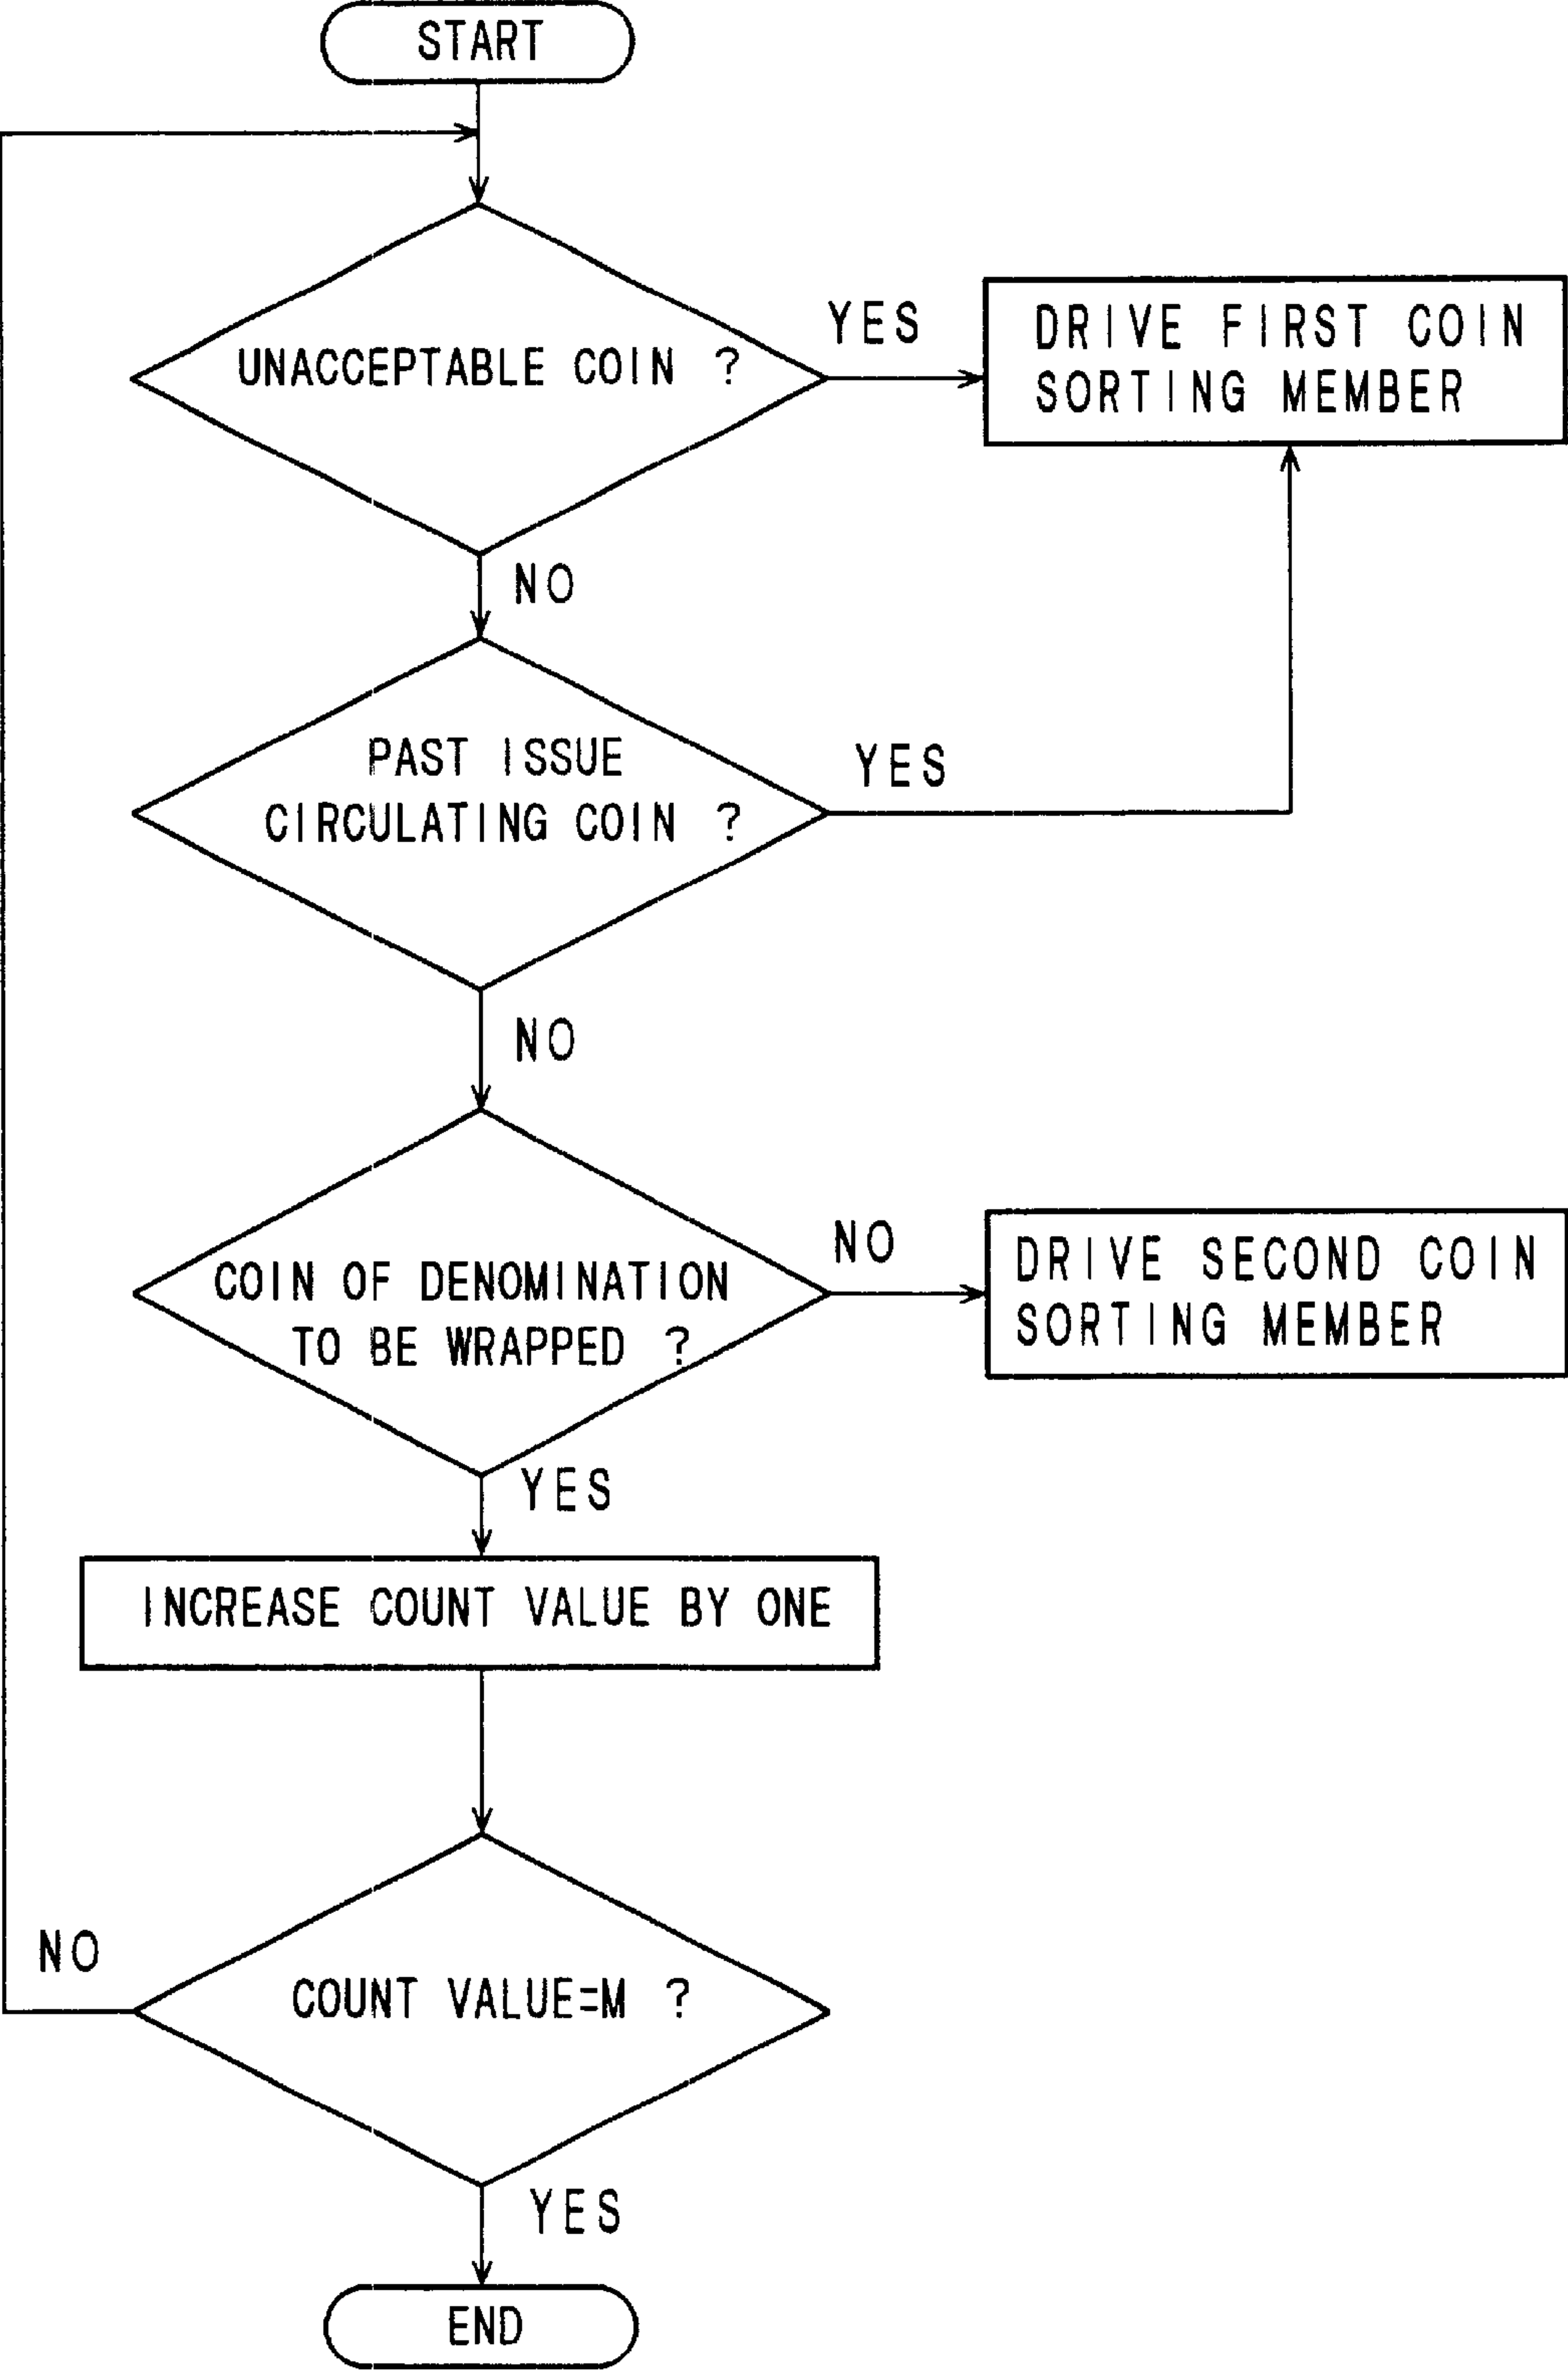 START
YES
DRIVE FIRST COIN
SORTING MEMBER
UNACCEPTABLE COIN ?
NO
PAST ISSUE
CIRCULATING COIN ?
YES
NO
COIN OF DENOMINATION
TO BE WRAPPED ?
NO
DRIVE SECOND COIN
SORTING MEMBER
YES
INCREASE COUNT VALUE BY ONE
NO
COUNT VALUE=M ?
YES
END